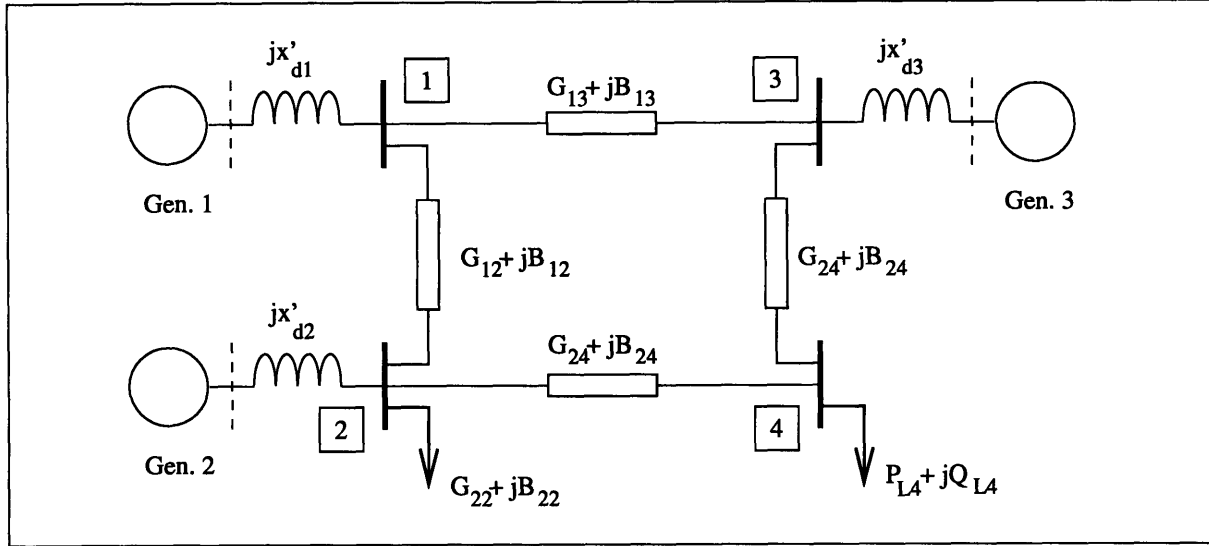 jx'd1
1
G13+ jB13
3
jx'd3
Gen. 1
Gen. 3
G12+ jB12
G24+ jB24
jx'd2
G24+ jB24
Gen. 2
2
4
G22+ jB22
PL4+ jQL4